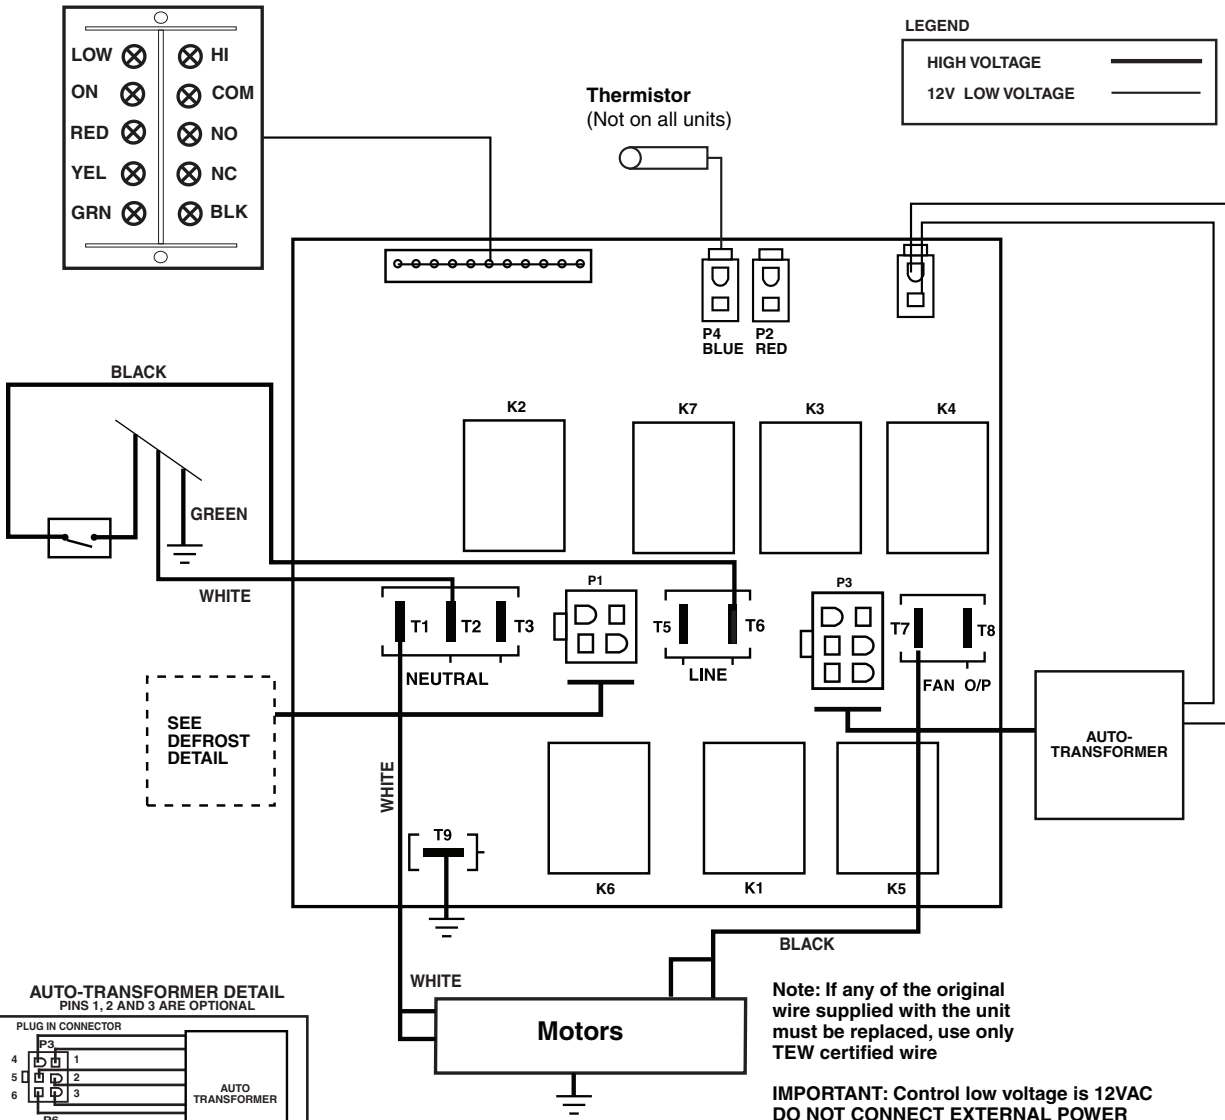 LOW HI
ON COM
RED NO
YEL NC
GRN BLK
LEGEND
HIGH VOLTAGE
12V LOW VOLTAGE
Thermistor
(Not on all units)
P4
BLUE
P2
RED
BLACK
GREEN
WHITE
K2
K7
K3
K4
T1
T2
T3
NEUTRAL
P1
T5
T6
LINE
P3
T7
T8
FAN O/P
SEE
DEFROST
DETAIL
WHITE
T9
AUTO-
TRANSFORMER
K6
K1
K5
BLACK
WHITE
Motors
AUTO-TRANSFORMER DETAIL
PINS 1, 2 AND 3 ARE OPTIONAL
PLUG IN CONNECTOR
P3
4 1
5 2
6 3
P6
AUTO
TRANSFORMER
Note: If any of the original
wire supplied with the unit
must be replaced, use only
TEW certified wire
IMPORTANT: Control low voltage is 12VAC
DO NOT CONNECT EXTERNAL POWER